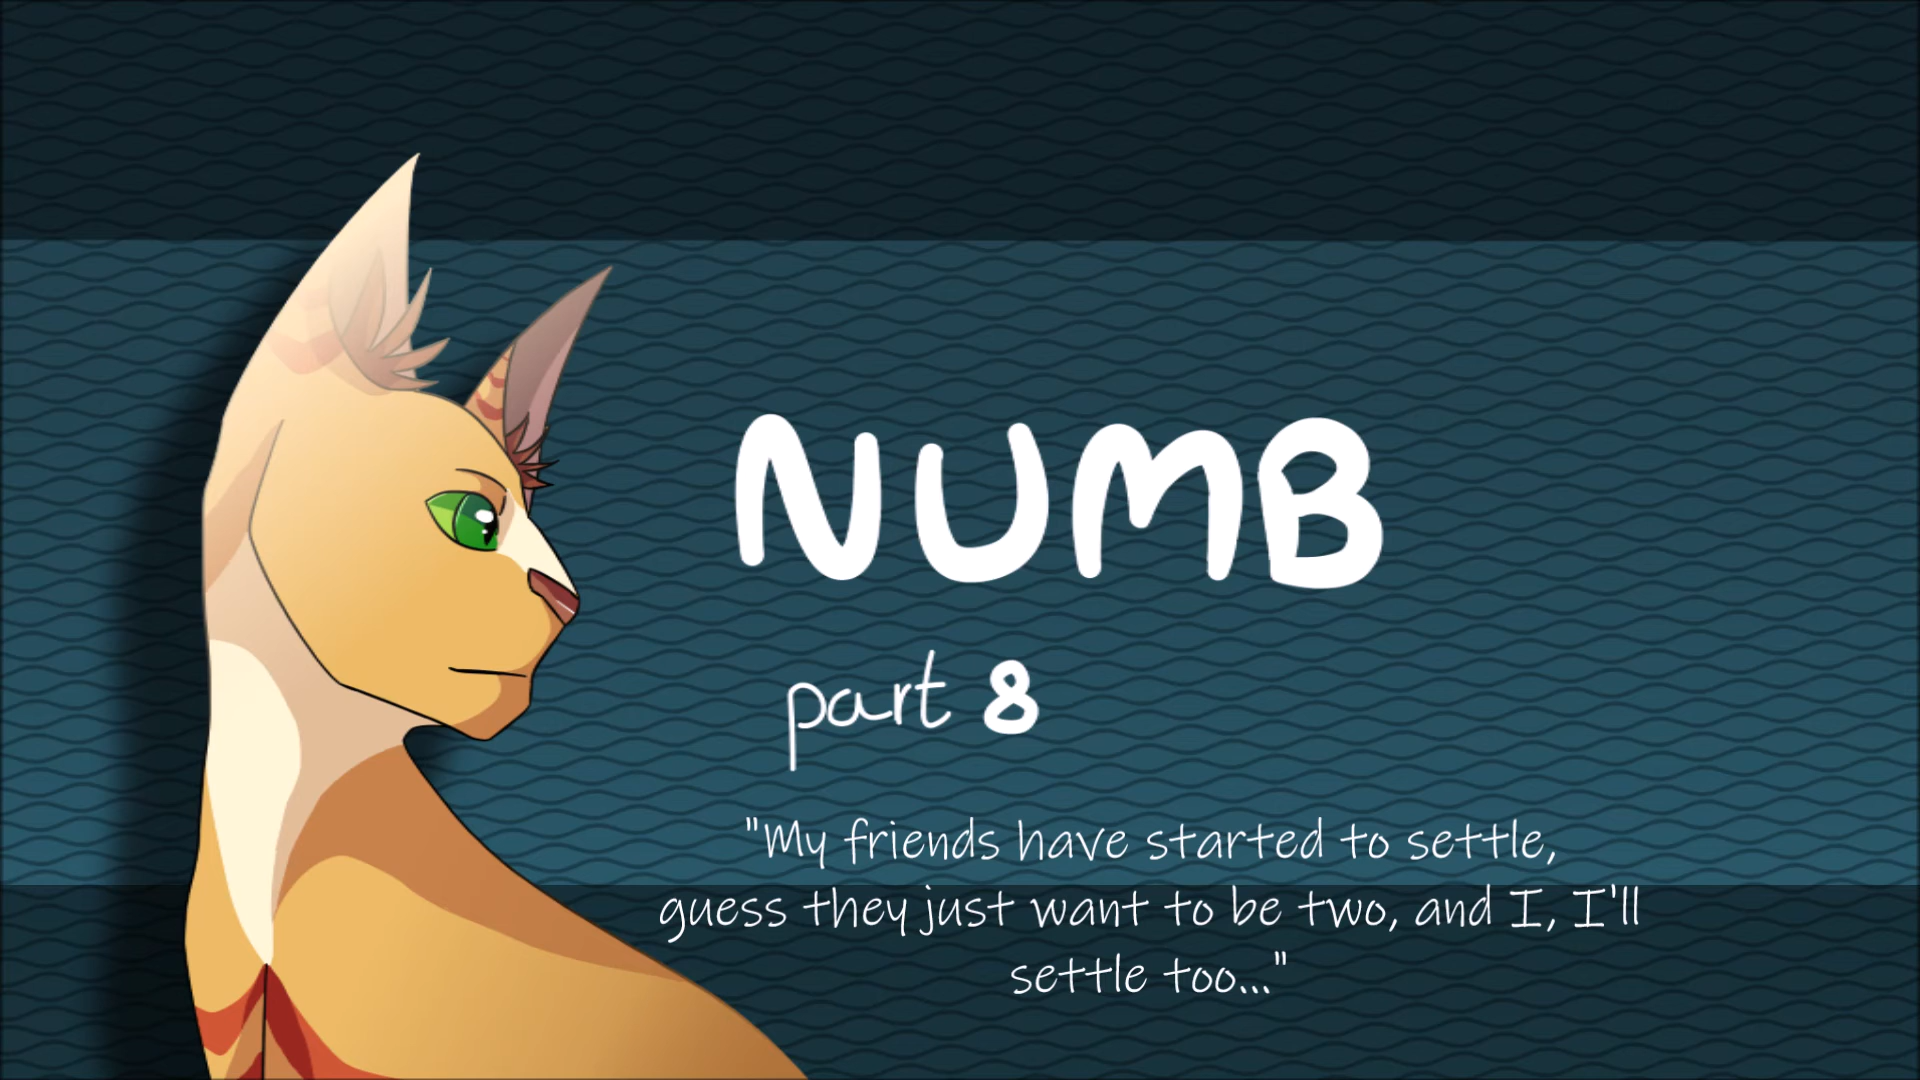 NUMB
part 8
"My friends have started to settle,
guess they just want to be two, and I, I'll
settle too..."